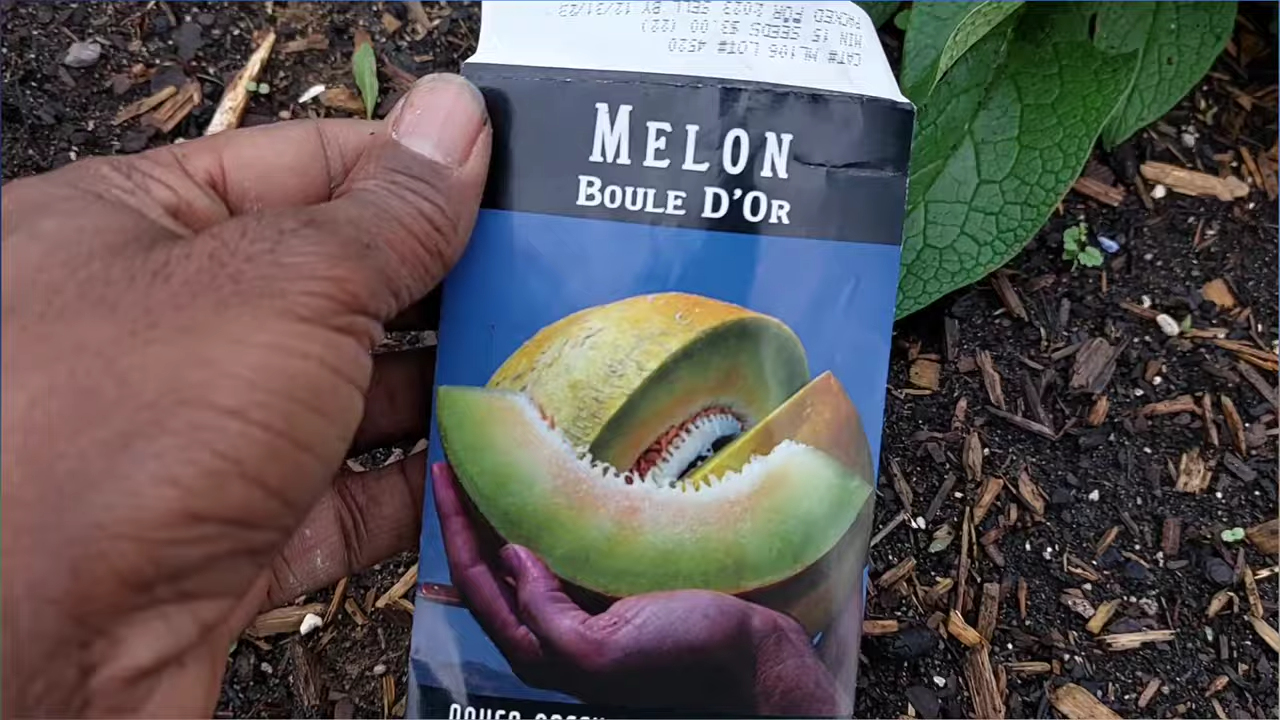 CAT# ML106 LOT# 4520
MIN 15 SEEDS $3.00 (22)
PACKED FOR 2023 SELL BY 12/31/23
MELON
BOULE D'OR